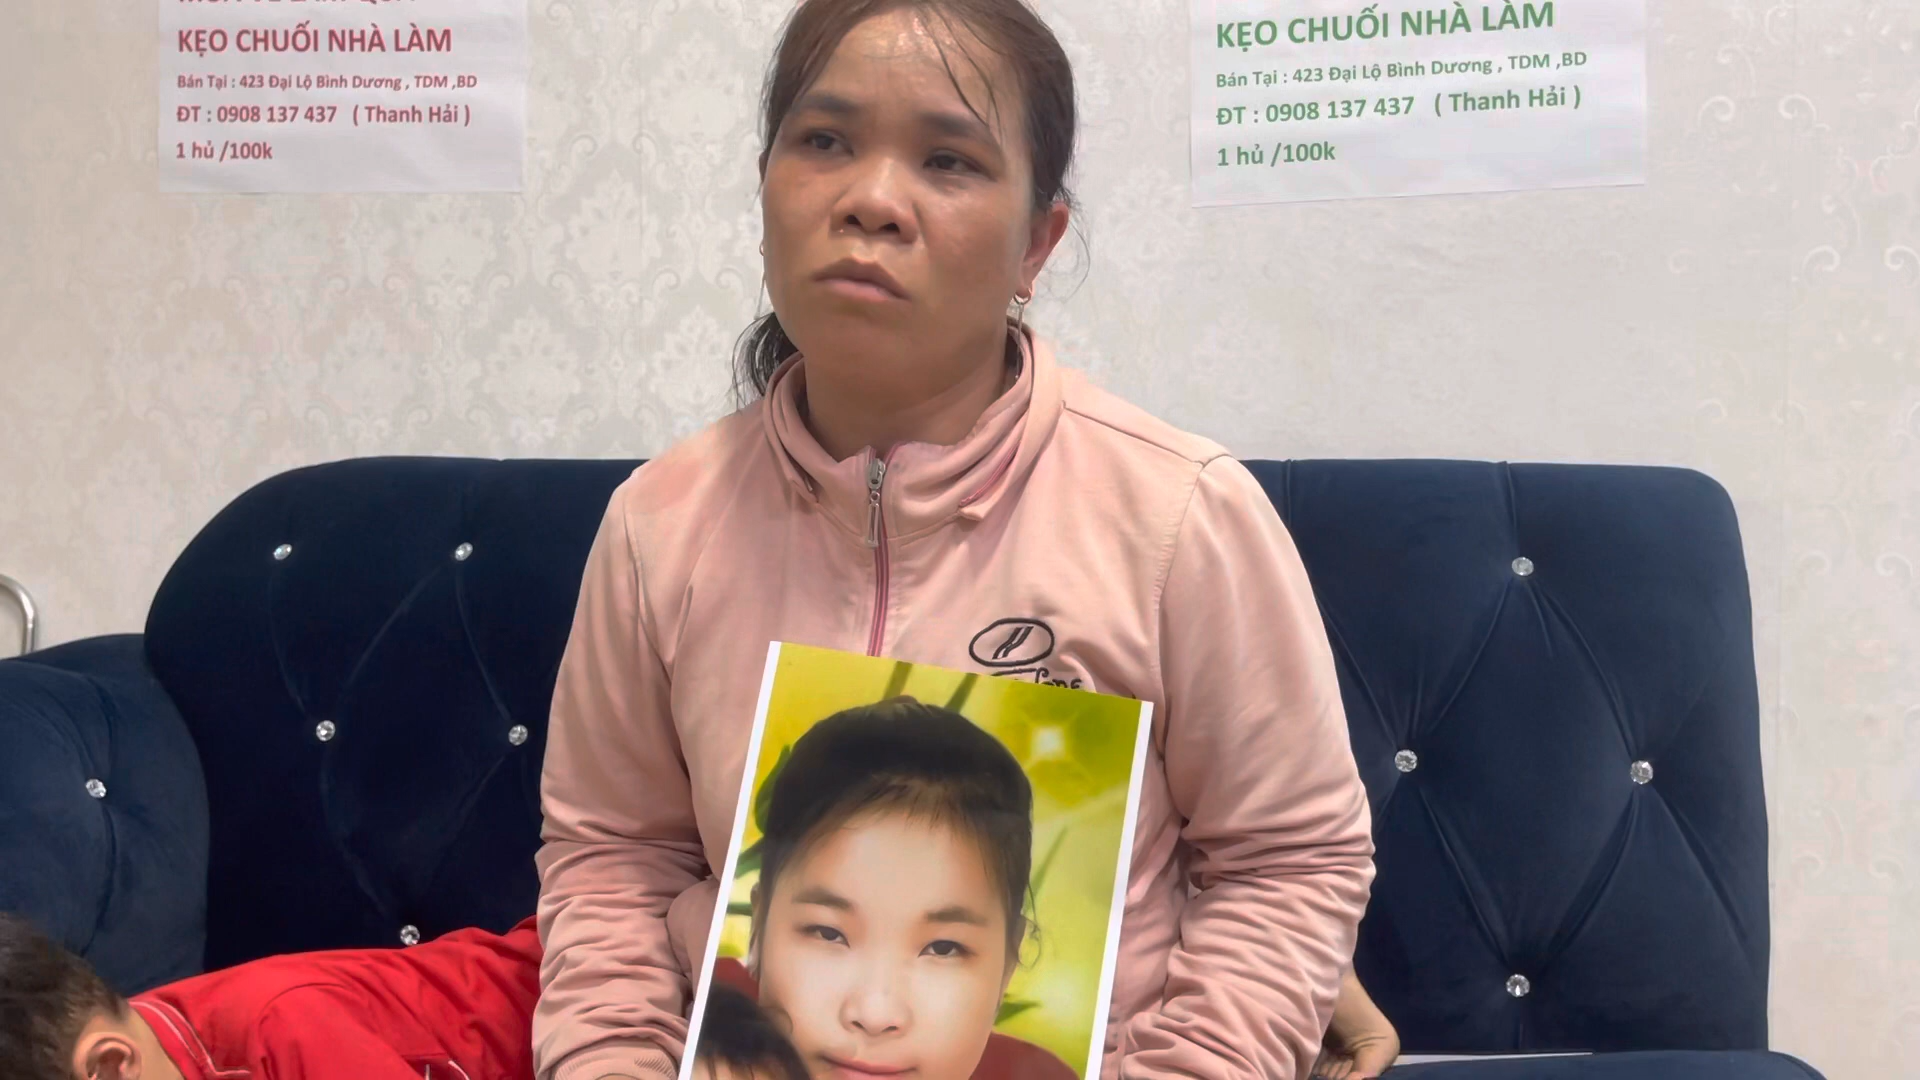 KẸO CHUỐI NHÀ LÀM
Bán Tại : 423 Đại Lộ Bình Dương , TDM ,BD
ĐT : 0908 137 437 ( Thanh Hải )
1 hủ /100k
KẸO CHUỐI NHÀ LÀM
Bán Tại : 423 Đại Lộ Bình Dương , TDM ,BD
ĐT : 0908 137 437 ( Thanh Hải )
1 hủ /100k